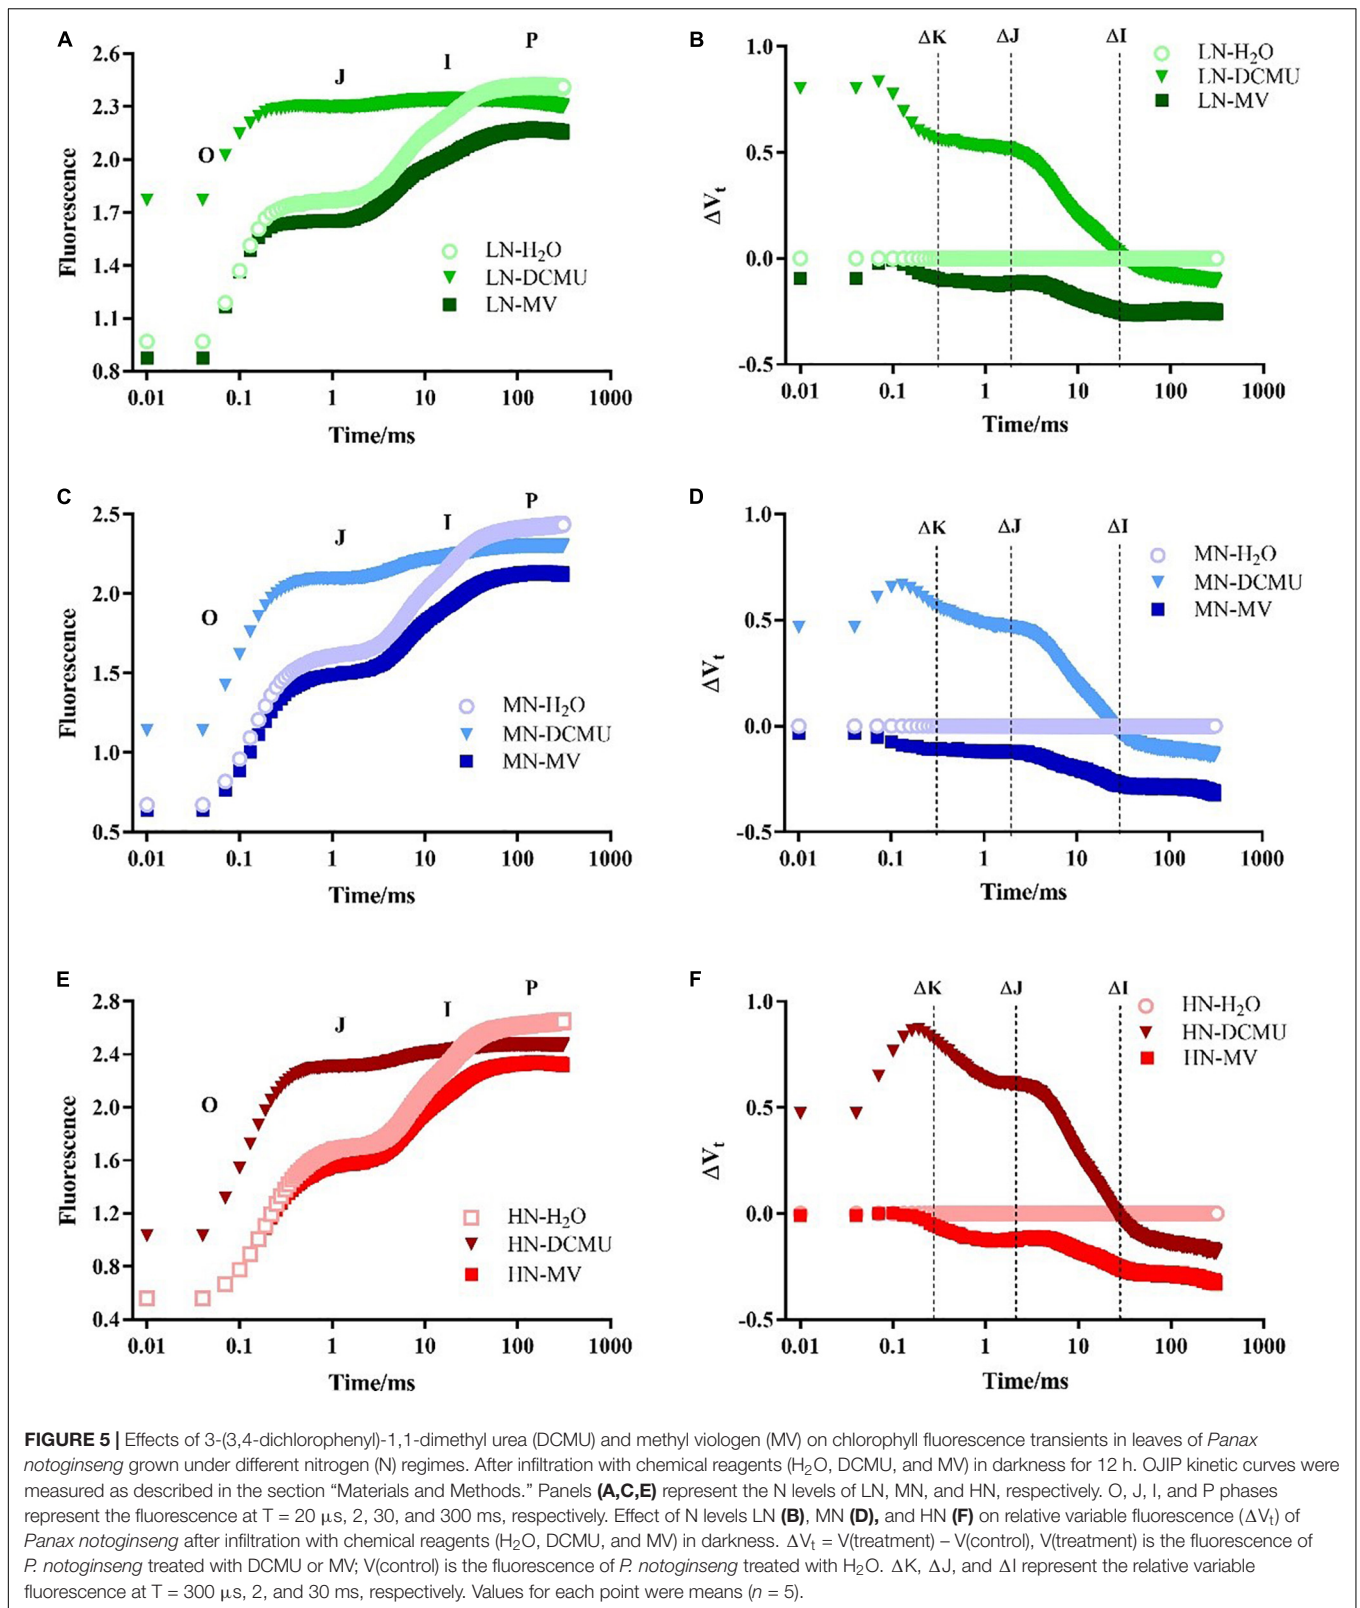 A
2.6
2.3
2.0
1.7
1.4
1.1
0.8
Fluorescence
O
J
I
P
LN-H₂O
LN-DCMU
LN-MV
0.01 0.1 1 10 100 1000
Time/ms
B
1.0
0.5
0.0
-0.5
ΔVₜ
ΔK ΔJ ΔI
LN-H₂O
LN-DCMU
LN-MV
0.01 0.1 1 10 100 1000
Time/ms
C
2.5
2.0
1.5
1.0
0.5
Fluorescence
O
J
I
P
MN-H₂O
MN-DCMU
MN-MV
0.01 0.1 1 10 100 1000
Time/ms
D
1.0
0.5
0.0
-0.5
ΔVₜ
ΔK ΔJ ΔI
MN-H₂O
MN-DCMU
MN-MV
0.01 0.1 1 10 100 1000
Time/ms
E
2.8
2.4
2.0
1.6
1.2
0.8
0.4
Fluorescence
O
J
I
P
HN-H₂O
HN-DCMU
HN-MV
0.01 0.1 1 10 100 1000
Time/ms
F
1.0
0.5
0.0
-0.5
ΔVₜ
ΔK ΔJ ΔI
HN-H₂O
HN-DCMU
HN-MV
0.01 0.1 1 10 100 1000
Time/ms
FIGURE 5 | Effects of 3-(3,4-dichlorophenyl)-1,1-dimethyl urea (DCMU) and methyl viologen (MV) on chlorophyll fluorescence transients in leaves of Panax
notoginseng grown under different nitrogen (N) regimes. After infiltration with chemical reagents (H₂O, DCMU, and MV) in darkness for 12 h. OJIP kinetic curves were
measured as described in the section “Materials and Methods.” Panels (A,C,E) represent the N levels of LN, MN, and HN, respectively. O, J, I, and P phases
represent the fluorescence at T = 20 μs, 2, 30, and 300 ms, respectively. Effect of N levels LN (B), MN (D), and HN (F) on relative variable fluorescence (ΔVₜ) of
Panax notoginseng after infiltration with chemical reagents (H₂O, DCMU, and MV) in darkness. ΔVₜ = V(treatment) – V(control), V(treatment) is the fluorescence of
P. notoginseng treated with DCMU or MV; V(control) is the fluorescence of P. notoginseng treated with H₂O. ΔK, ΔJ, and ΔI represent the relative variable
fluorescence at T = 300 μs, 2, and 30 ms, respectively. Values for each point were means (n = 5).